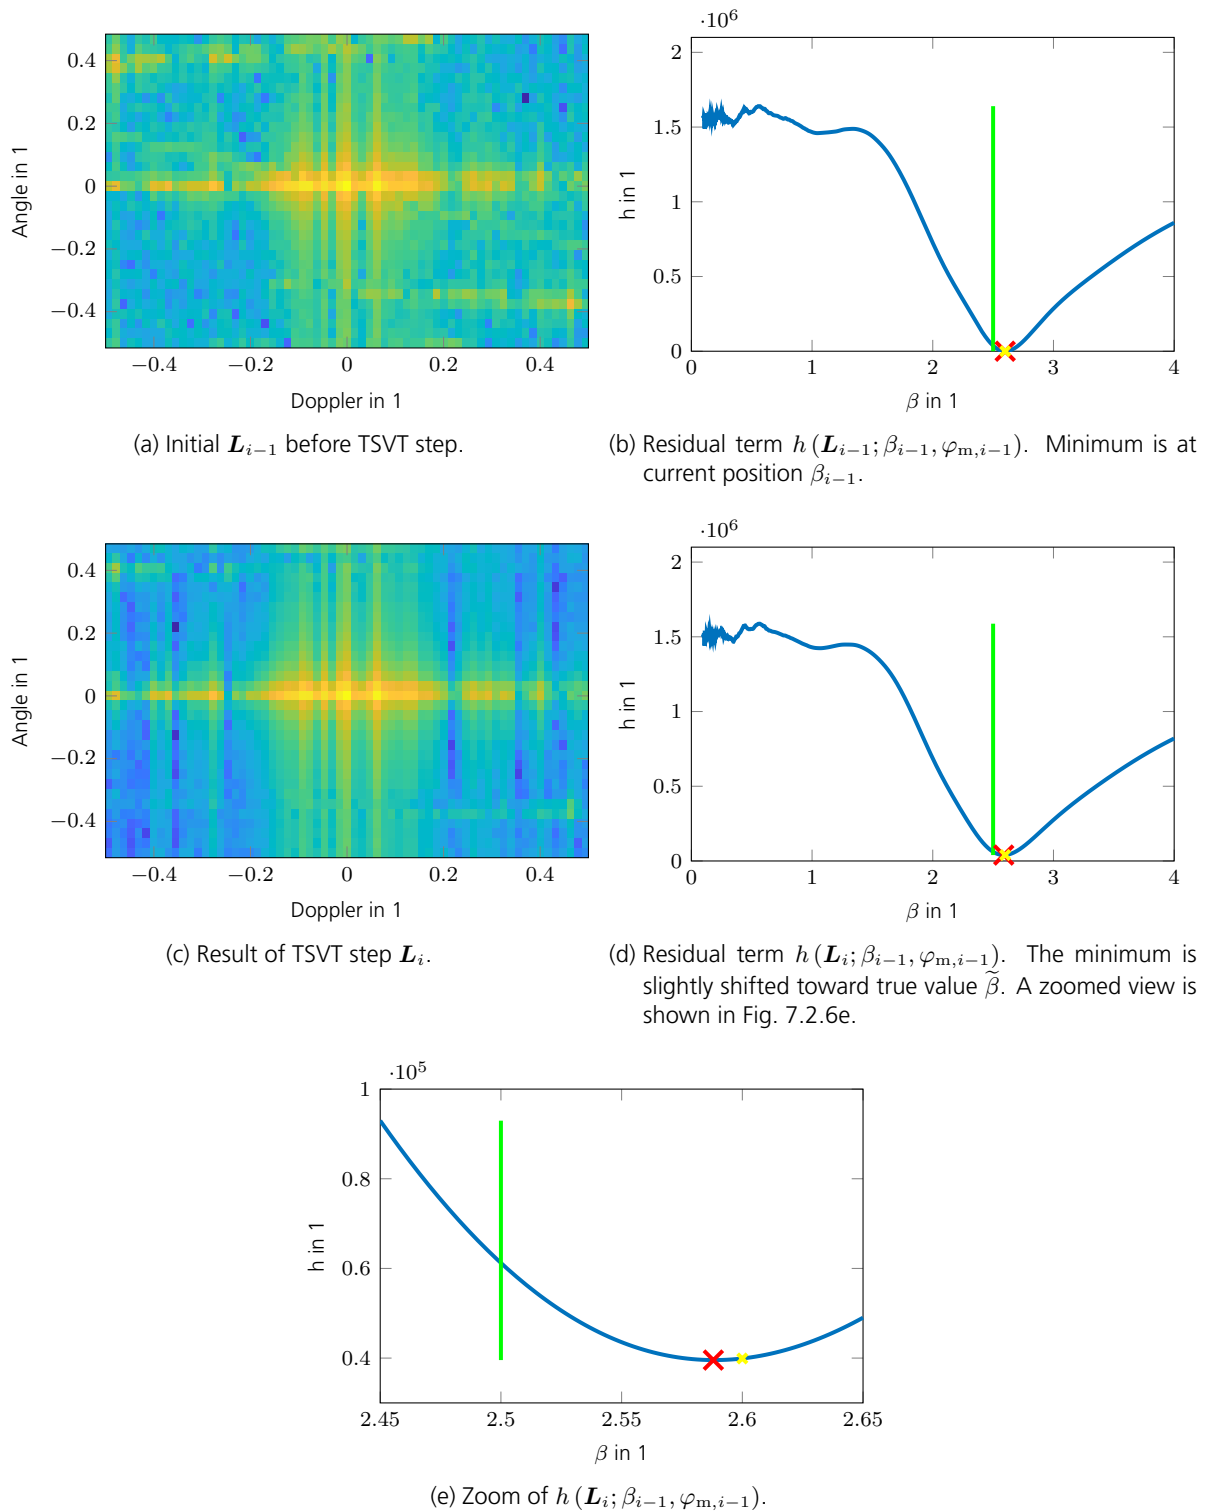 0.4
0.2
0
−0.2
−0.4
Angle in 1
−0.4 −0.2 0 0.2 0.4
Doppler in 1
(a) Initial L_{i−1} before TSVT step.
·10^6
2
1.5
1
0.5
0
h in 1
0 1 2 3 4
β in 1
(b) Residual term h (L_{i−1}; β_{i−1}, φ_{m,i−1}). Minimum is at
current position β_{i−1}.
0.4
0.2
0
−0.2
−0.4
Angle in 1
−0.4 −0.2 0 0.2 0.4
Doppler in 1
(c) Result of TSVT step L_i.
·10^6
2
1.5
1
0.5
0
h in 1
0 1 2 3 4
β in 1
(d) Residual term h (L_i; β_{i−1}, φ_{m,i−1}). The minimum is
slightly shifted toward true value β̃. A zoomed view is
shown in Fig. 7.2.6e.
·10^5
1
0.8
0.6
0.4
h in 1
2.45 2.5 2.55 2.6 2.65
β in 1
(e) Zoom of h (L_i; β_{i−1}, φ_{m,i−1}).